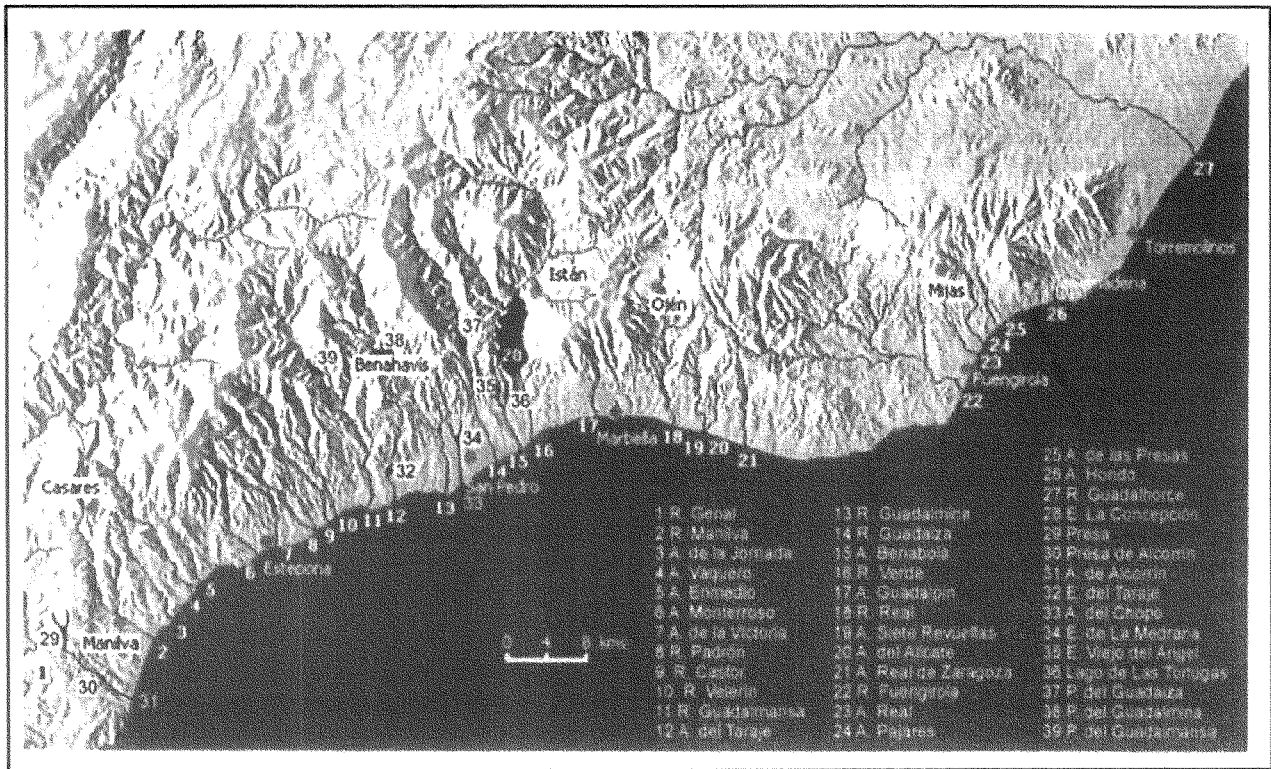 27
Torremolinos
Istán
Ojén
Mijas
26
25
24
23
Fuengirola
22
37
38
Benahavís
39
28
35
36
17
Marbella
18
19
20
21
16
15
14
34
San Pedro
33
32
13
12
11
10
9
8
7
Estepona
6
5
4
3
Casares
29
Manilva
2
1
30
31
0 4 8 kms
1 R. Genal
2 R. Manilva
3 A. de la Jornada
4 A. Vaquero
5 A. Enmedio
6 A. Monterroso
7 A. de la Victoria
8 R. Padrón
9 R. Castor
10 R. Velerín
11 R. Guadalmansa
12 A. del Taraje
13 R. Guadalmina
14 R. Guadaiza
15 A. Benabola
16 R. Verde
17 A. Guadalpín
18 R. Real
19 A. Siete Revueltas
20 A. del Alicate
21 A. Real de Zaragoza
22 R. Fuengirola
23 A. Real
24 A. Pajares
25 A. de las Presas
26 A. Hondo
27 R. Guadalhorce
28 E. La Concepción
29 Presa
30 Presa de Alcorrín
31 A. de Alcorrín
32 E. del Taraje
33 A. del Chopo
34 E. de La Medrana
35 E. Viejo del Angel
36 Lago de Las Tortugas
37 P. del Guadaiza
38 P. del Guadalmina
39 P. del Guadalmansa